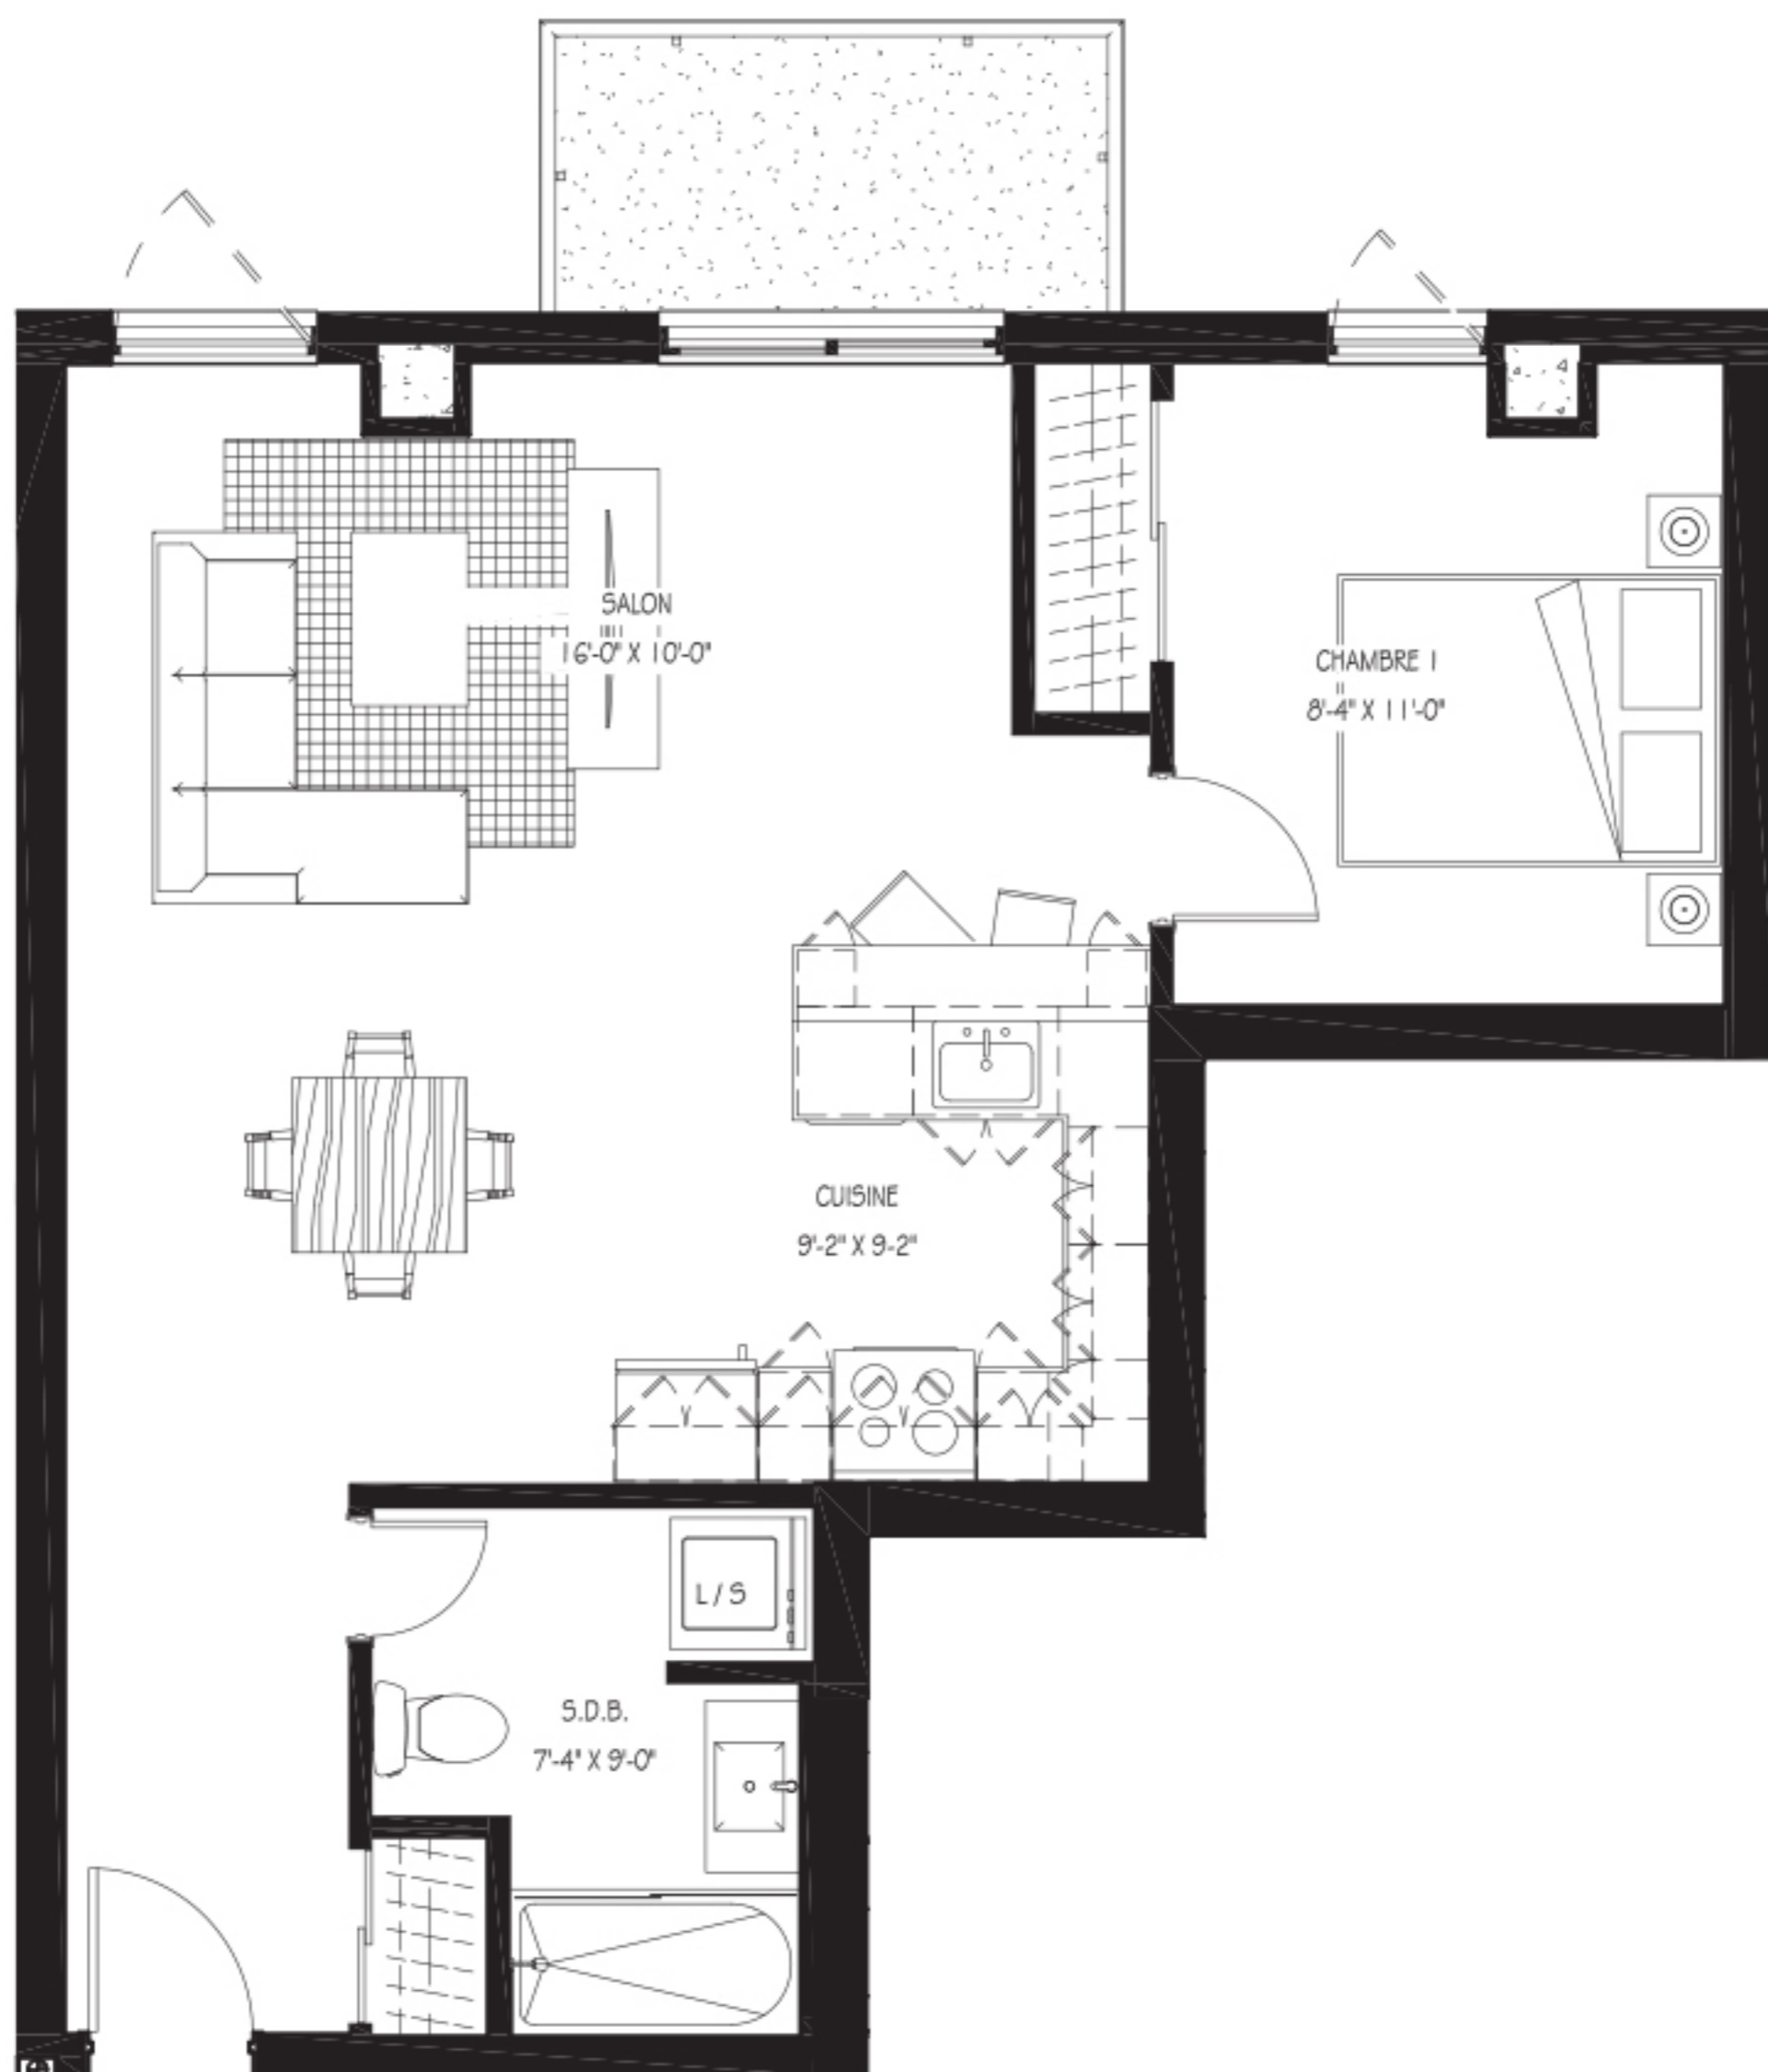 SALON
16'-0" X 10'-0"
CHAMBRE 1
8'-4" X 11'-0"
CUISINE
9'-2" X 9-2"
L / S
S.D.B.
7'-4" X 9'-0"